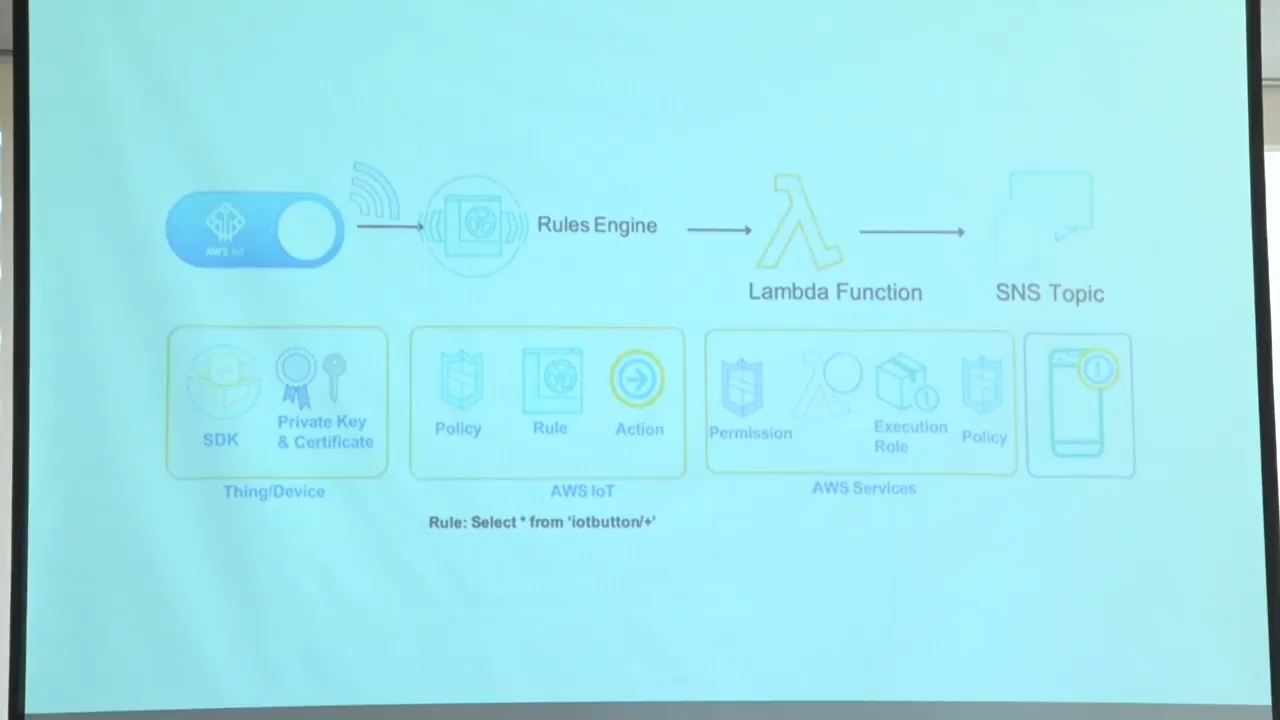 AWS IoT
Rules Engine
Lambda Function
SNS Topic
SDK
Private Key
& Certificate
Thing/Device
Policy
Rule
Action
AWS IoT
Rule: Select * from 'iotbutton/+'
Permission
Execution
Role
Policy
AWS Services